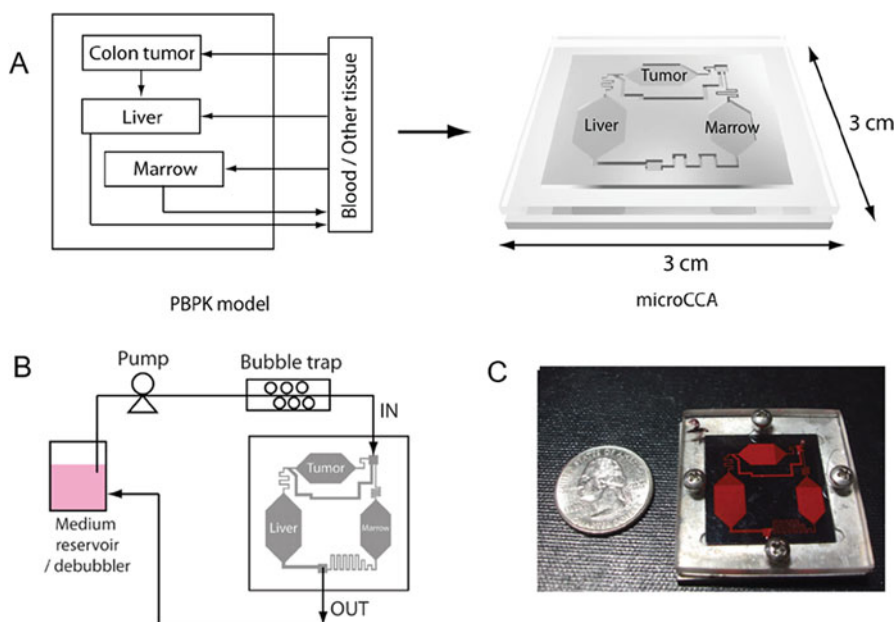 A
Colon tumor
Liver
Marrow
Blood / Other tissue
PBPK model
Tumor
Liver
Marrow
3 cm
3 cm
microCCA
B
Pump
Bubble trap
IN
Medium
reservoir
/ debubbler
Tumor
Liver
Marrow
OUT
C